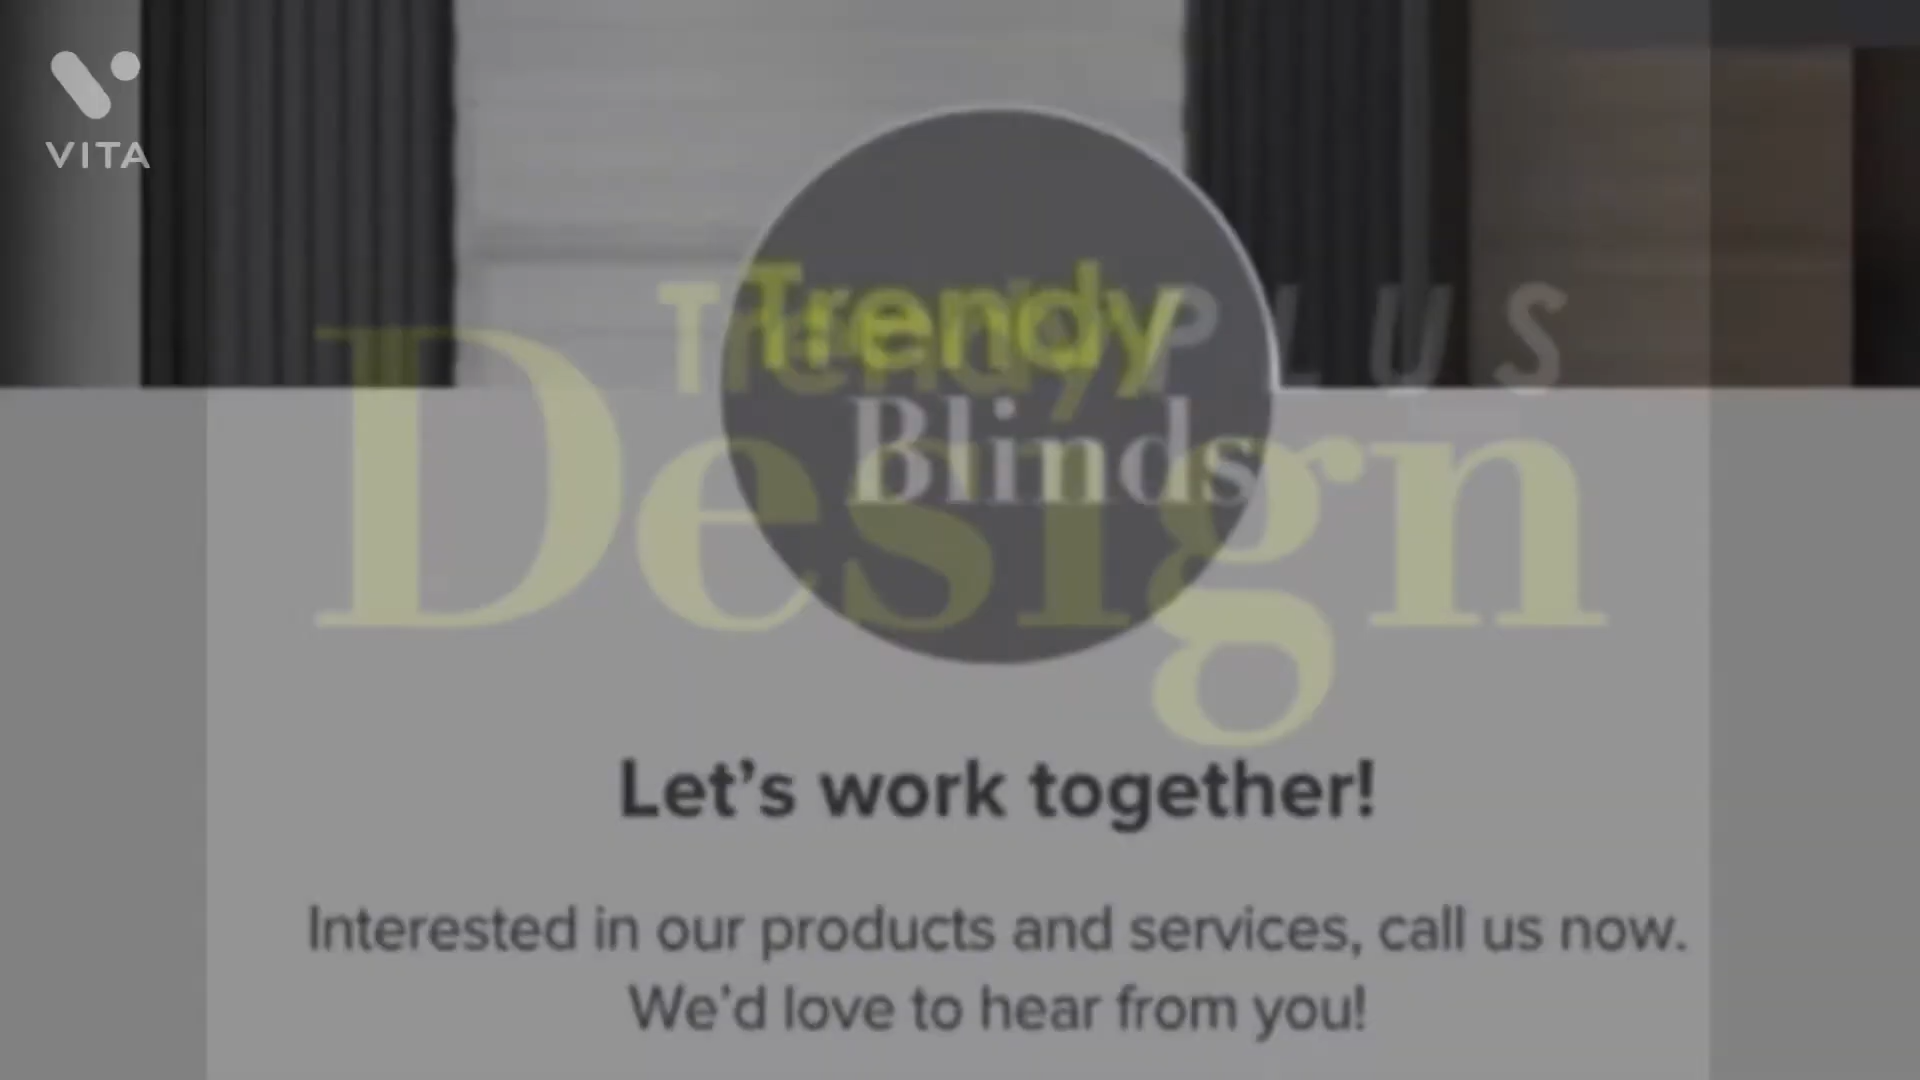 VITA
Trendy
Blinds
Trendy PLUS
Design
Let's work together!
Interested in our products and services, call us now.
We'd love to hear from you!